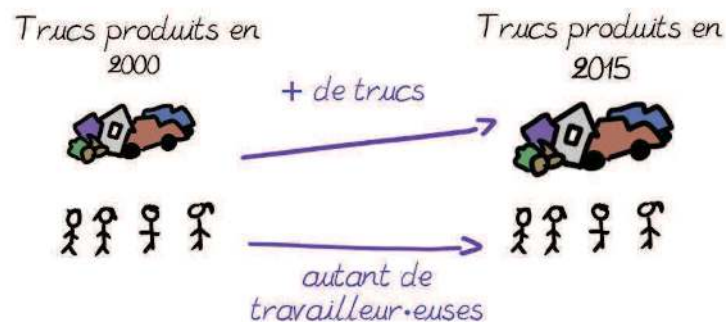 Trucs produits en
2000
+ de trucs
Trucs produits en
2015
autant de
travailleur•euses